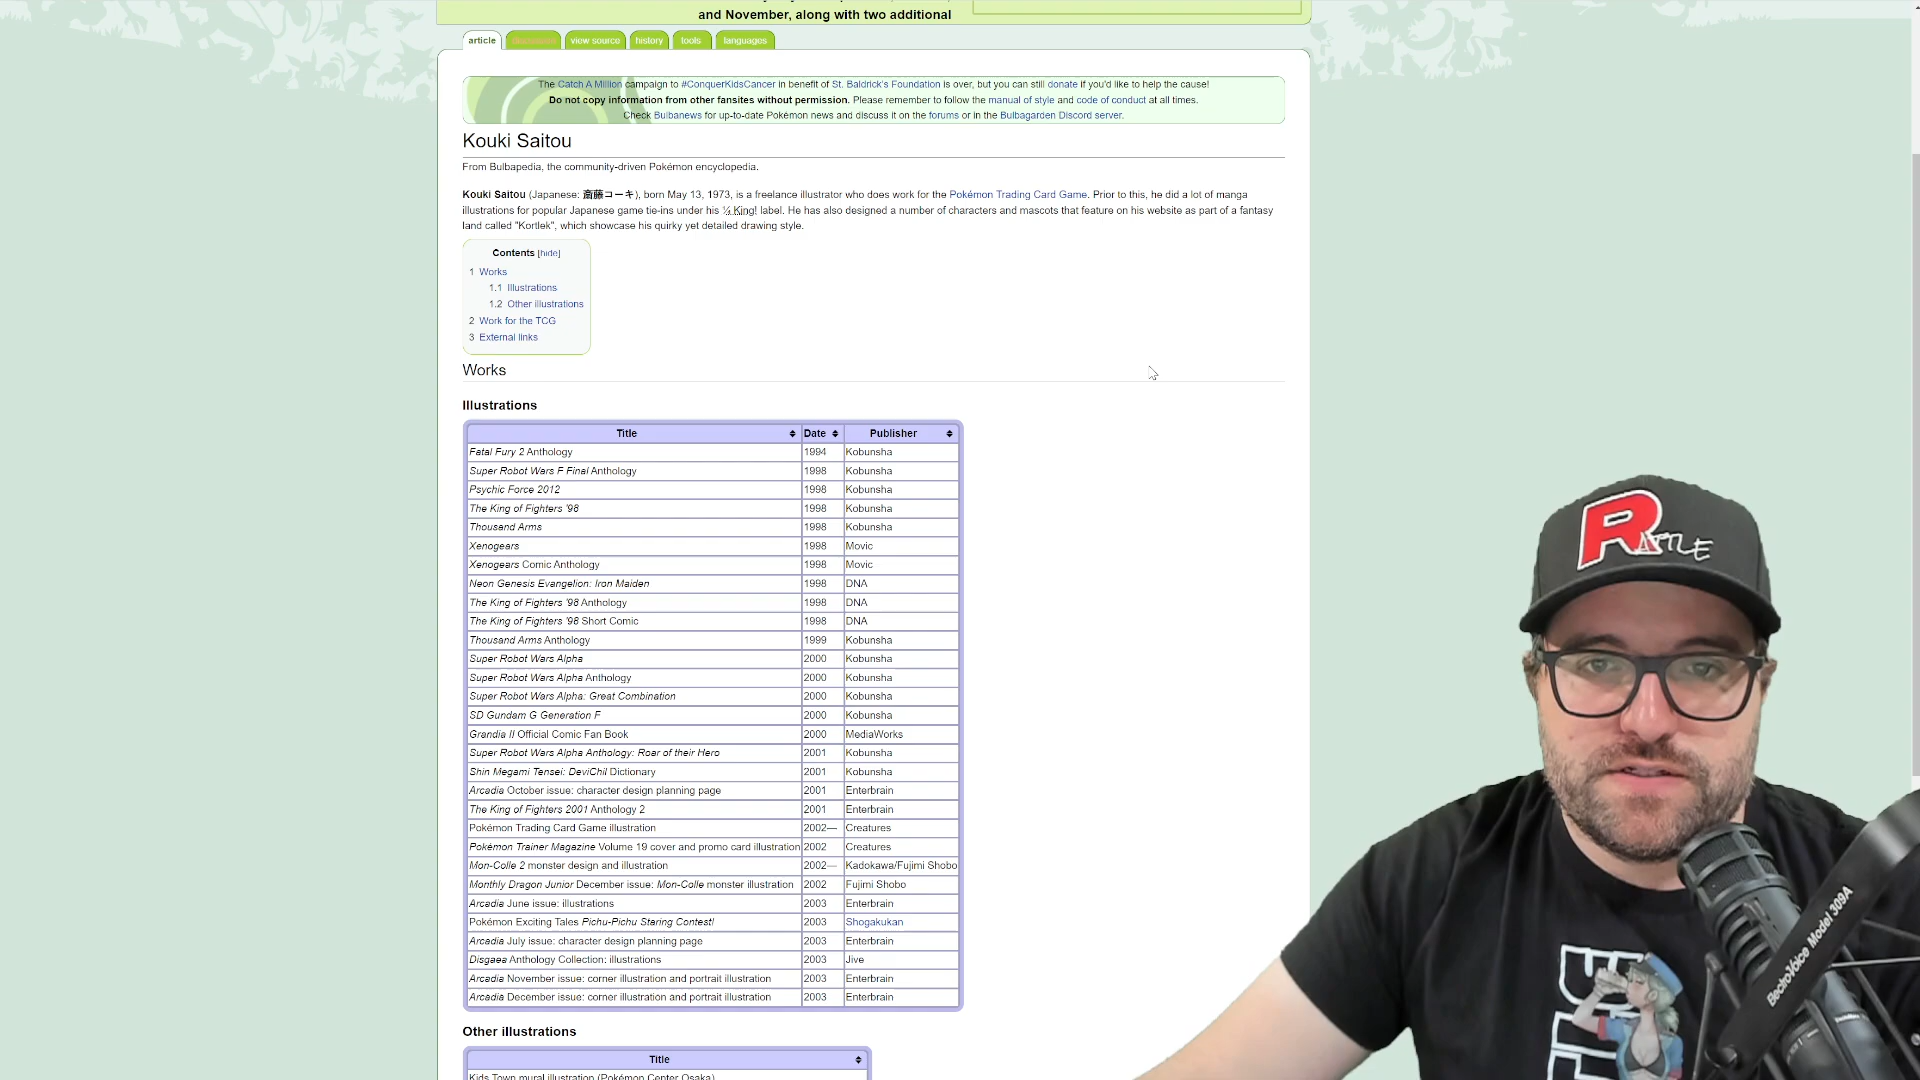 and November, along with two additional
article
view source
history
tools
languages
The Catch A Million campaign to #ConquerKidsCancer in benefit of St. Baldrick's Foundation is over, but you can still donate if you'd like to help the cause!
Do not copy information from other fansites without permission. Please remember to follow the manual of style and code of conduct at all times.
Check Bulbanews for up-to-date Pokémon news and discuss it on the forums or in the Bulbagarden Discord server.
Kouki Saitou
From Bulbapedia, the community-driven Pokémon encyclopedia.
Kouki Saitou (Japanese: 斎藤コーキ), born May 13, 1973, is a freelance illustrator who does work for the Pokémon Trading Card Game. Prior to this, he did a lot of manga
illustrations for popular Japanese game tie-ins under his ¼ King! label. He has also designed a number of characters and mascots that feature on his website as part of a fantasy
land called "Kortlek", which showcase his quirky yet detailed drawing style.
Contents [hide]
1 Works
1.1 Illustrations
1.2 Other illustrations
2 Work for the TCG
3 External links
Works
Illustrations
Title Date Publisher
Fatal Fury 2 Anthology 1994 Kobunsha
Super Robot Wars F Final Anthology 1998 Kobunsha
Psychic Force 2012 1998 Kobunsha
The King of Fighters '98 1998 Kobunsha
Thousand Arms 1998 Kobunsha
Xenogears 1998 Movic
Xenogears Comic Anthology 1998 Movic
Neon Genesis Evangelion: Iron Maiden 1998 DNA
The King of Fighters '98 Anthology 1998 DNA
The King of Fighters '98 Short Comic 1998 DNA
Thousand Arms Anthology 1999 Kobunsha
Super Robot Wars Alpha 2000 Kobunsha
Super Robot Wars Alpha Anthology 2000 Kobunsha
Super Robot Wars Alpha: Great Combination 2000 Kobunsha
SD Gundam G Generation F 2000 Kobunsha
Grandia II Official Comic Fan Book 2000 MediaWorks
Super Robot Wars Alpha Anthology: Roar of their Hero 2001 Kobunsha
Shin Megami Tensei: DeviChil Dictionary 2001 Kobunsha
Arcadia October issue: character design planning page 2001 Enterbrain
The King of Fighters 2001 Anthology 2 2001 Enterbrain
Pokémon Trading Card Game illustration 2002— Creatures
Pokémon Trainer Magazine Volume 19 cover and promo card illustration 2002 Creatures
Mon-Colle 2 monster design and illustration 2002— Kadokawa/Fujimi Shobo
Monthly Dragon Junior December issue: Mon-Colle monster illustration 2002 Fujimi Shobo
Arcadia June issue: illustrations 2003 Enterbrain
Pokémon Exciting Tales Pichu-Pichu Staring Contest! 2003 Shogakukan
Arcadia July issue: character design planning page 2003 Enterbrain
Disgaea Anthology Collection: illustrations 2003 Jive
Arcadia November issue: corner illustration and portrait illustration 2003 Enterbrain
Arcadia December issue: corner illustration and portrait illustration 2003 Enterbrain
Other illustrations
Title
Kids Town mural illustration (Pokémon Center Osaka)
RATTLE
ElectroVoice Model 309A